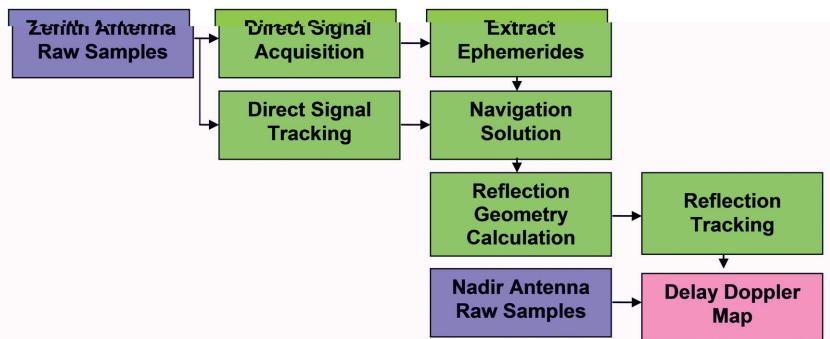 Zenith Antenna
Raw Samples
Direct Signal
Acquisition
Extract
Ephemerides
Direct Signal
Tracking
Navigation
Solution
Reflection
Geometry
Calculation
Reflection
Tracking
Nadir Antenna
Raw Samples
Delay Doppler
Map